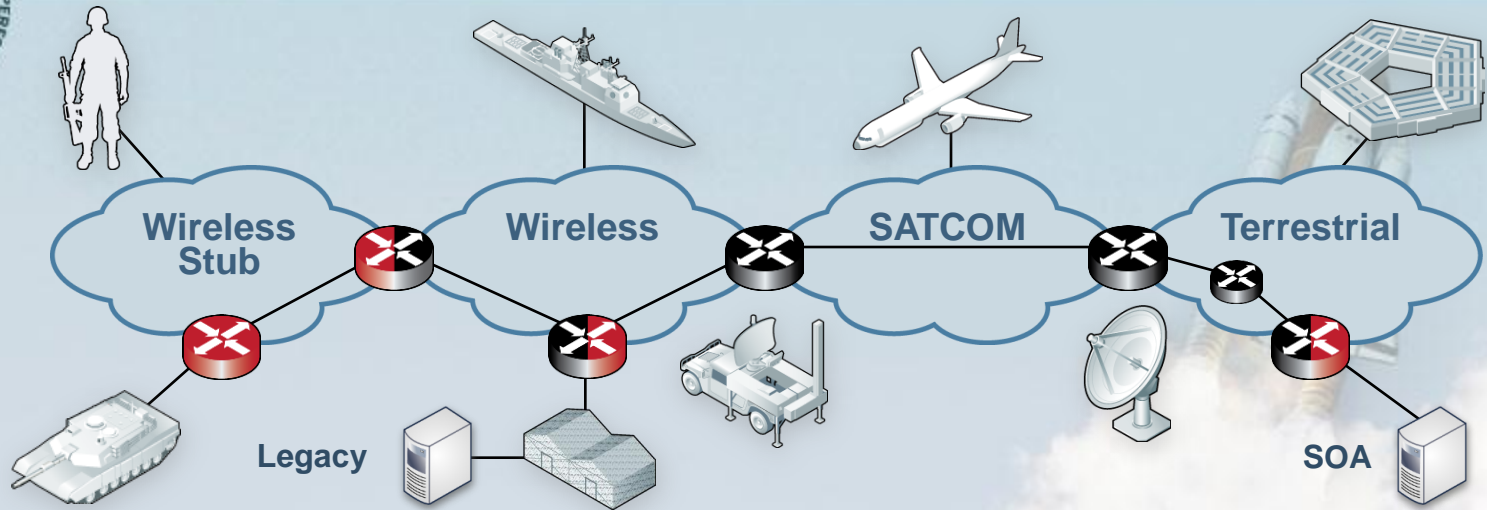 Wireless
Stub
Wireless
SATCOM
Terrestrial
Legacy
SOA